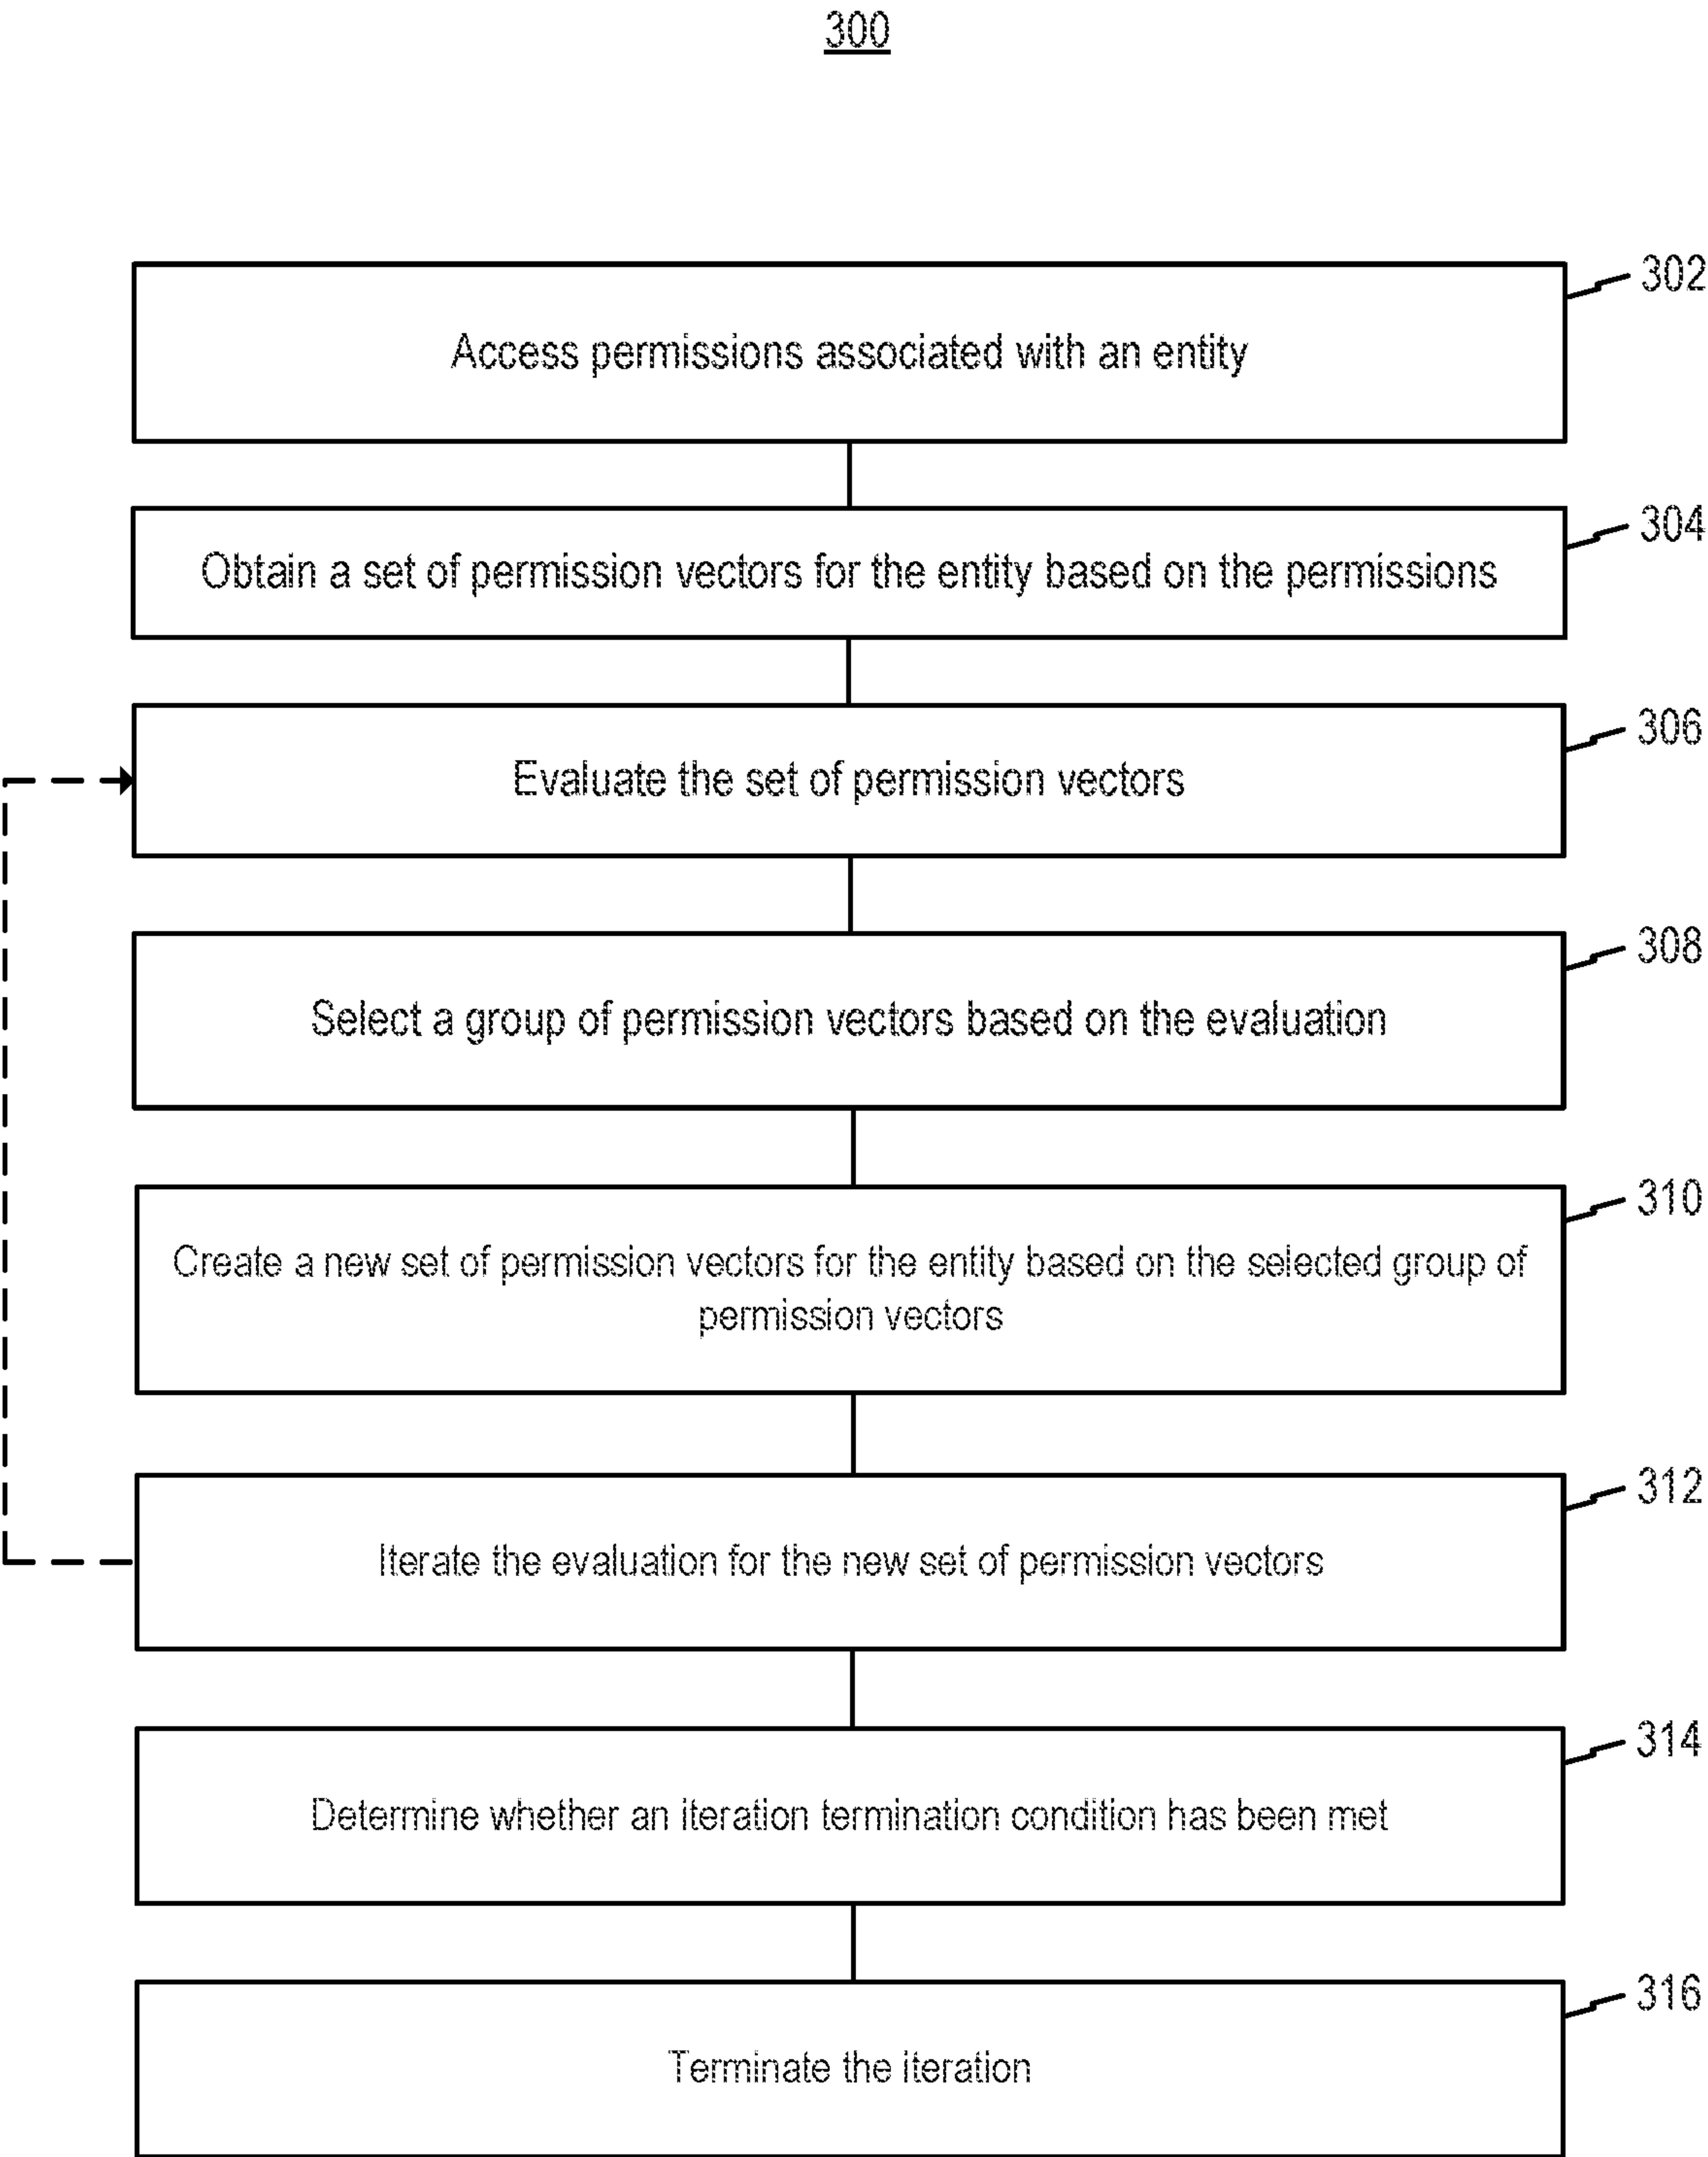 300
302
Access permissions associated with an entity
304
Obtain a set of permission vectors for the entity based on the permissions
306
Evaluate the set of permission vectors
308
Select a group of permission vectors based on the evaluation
310
Create a new set of permission vectors for the entity based on the selected group of
permission vectors
312
Iterate the evaluation for the new set of permission vectors
314
Determine whether an iteration termination condition has been met
316
Terminate the iteration